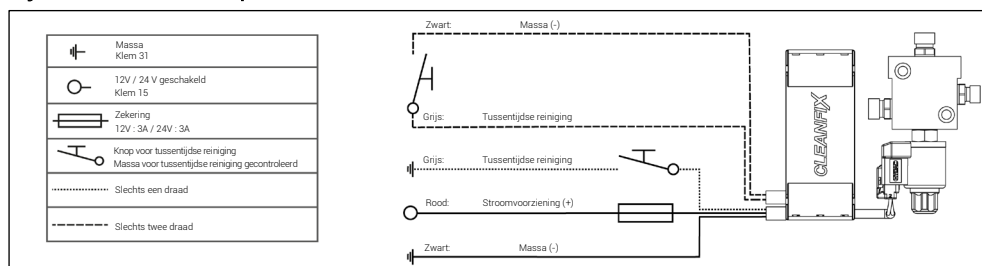 Massa
Klem 31
12V / 24 V geschakeld
Klem 15
Zekering
12V : 3A / 24V : 3A
Knop voor tussentijdse reiniging
Massa voor tussentijdse reiniging gecontroleerd
Slechts een draad
Slechts twee draad
Zwart: Massa (-)
Grijs: Tussentijdse reiniging
Grijs: Tussentijdse reiniging
Rood: Stroomvoorziening (+)
Zwart: Massa (-)
CLEANFIX